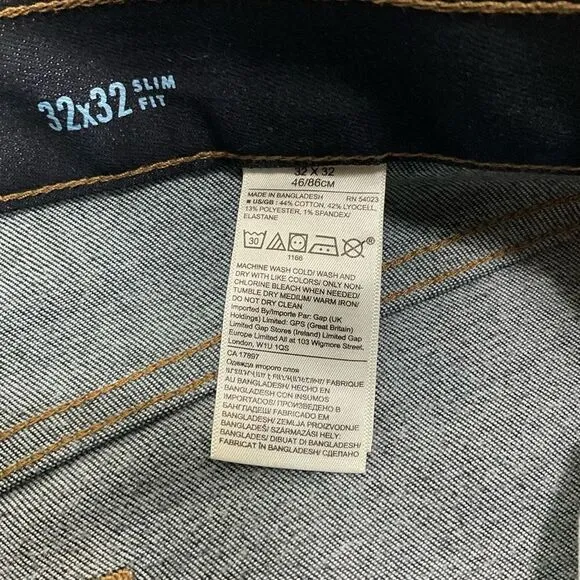 32x32 SLIM
FIT
32 X 32
46/86CM
MADE IN BANGLADESH RN 54023
■ US/GB: 44% COTTON, 42% LYOCELL,
13% POLYESTER, 1% SPANDEX/
ELASTANE
30 ®
1166
MACHINE WASH COLD/ WASH AND
DRY WITH LIKE COLORS/ ONLY NON-
CHLORINE BLEACH WHEN NEEDED/
TUMBLE DRY MEDIUM/ WARM IRON/
DO NOT DRY CLEAN
Imported By/Importe Par: Gap (UK
Holdings) Limited: GPS (Great Britain)
Limited Gap Stores (Ireland) Limited Gap
Europe Limited All at 103 Wigmore Street,
London, W1U 1QS
CA 17897
Одежда второго слоя
FABRIQUE
AU BANGLADESH/ HECHO EN
BANGLADESH/ CON INSUMOS
IMPORTADOS/ ПРОИЗВЕДЕНО В
БАНГЛАДЕШ/ FABRICADO EM
BANGLADESH/ ZEMLJA PROIZVODNJE
BANGLADEŠ/ SZÁRMAZÁSI HELY:
BANGLADES/ DIBUAT DI BANGLADESH/
FABRICAT ÎN BANGLADESH/ СДЕЛАНО